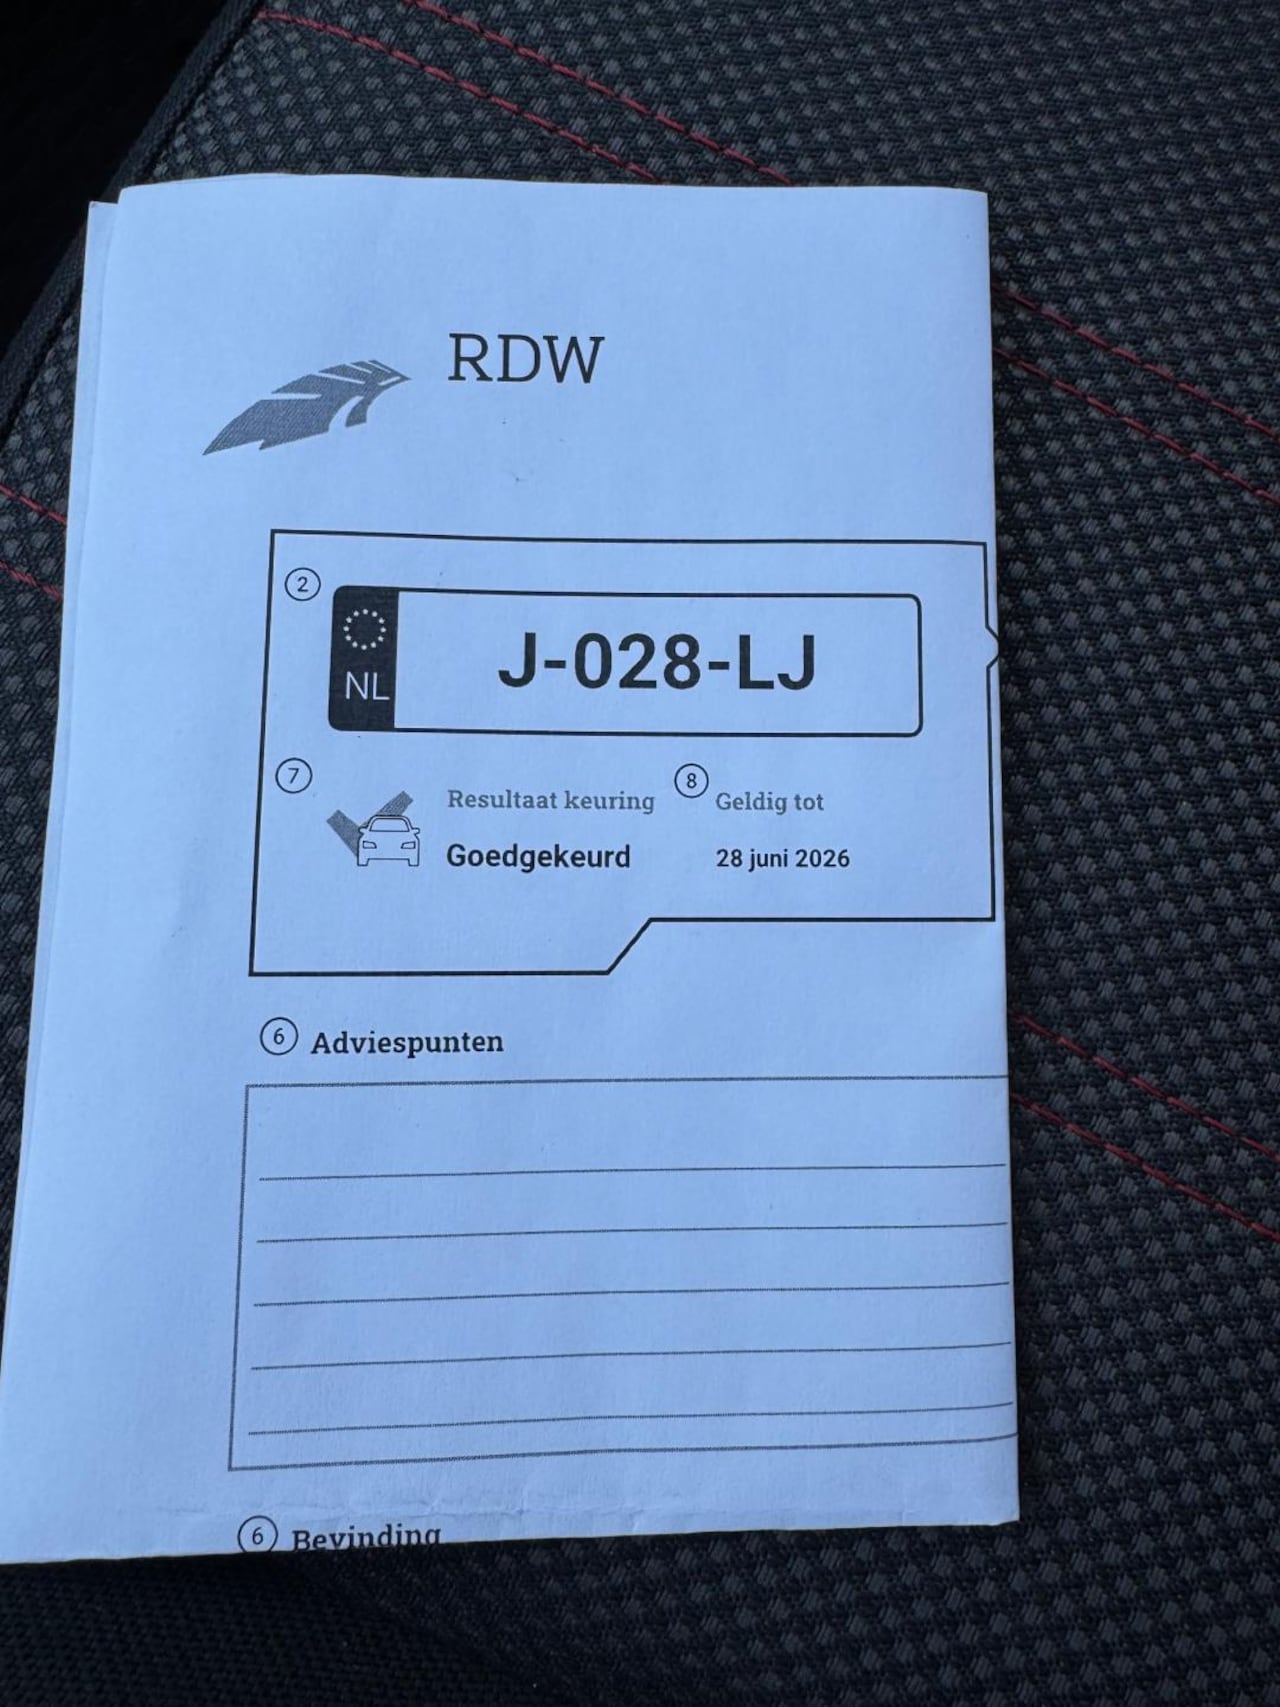 RDW
2
NL
J-028-LJ
7
Resultaat keuring
8
Geldig tot
Goedgekeurd
28 juni 2026
6 Adviespunten
6 Bevinding